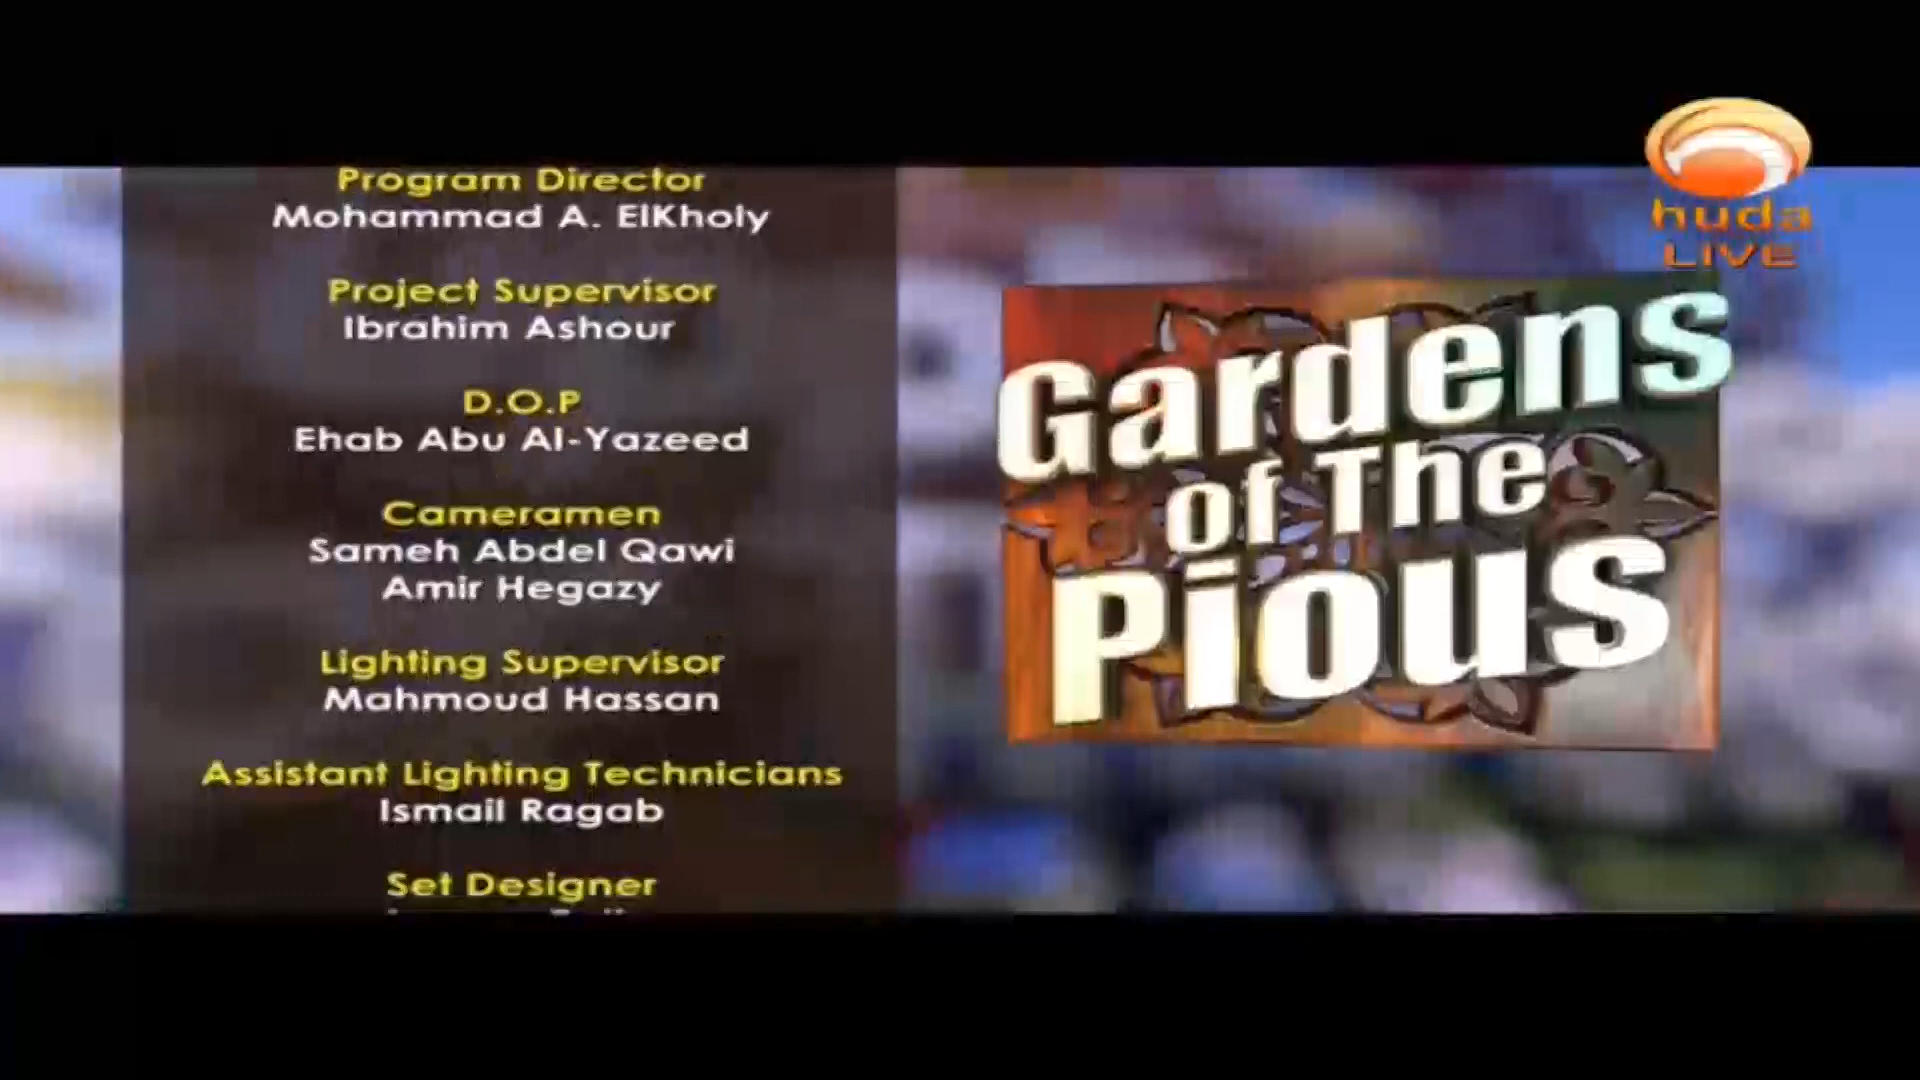 Program Director
Mohammad A. ElKholy
Project Supervisor
Ibrahim Ashour
D.O.P
Ehab Abu Al-Yazeed
Cameramen
Sameh Abdel Qawi
Amir Hegazy
Lighting Supervisor
Mahmoud Hassan
Assistant Lighting Technicians
Ismail Ragab
Set Designer
huda
LIVE
Gardens
of The
Pious